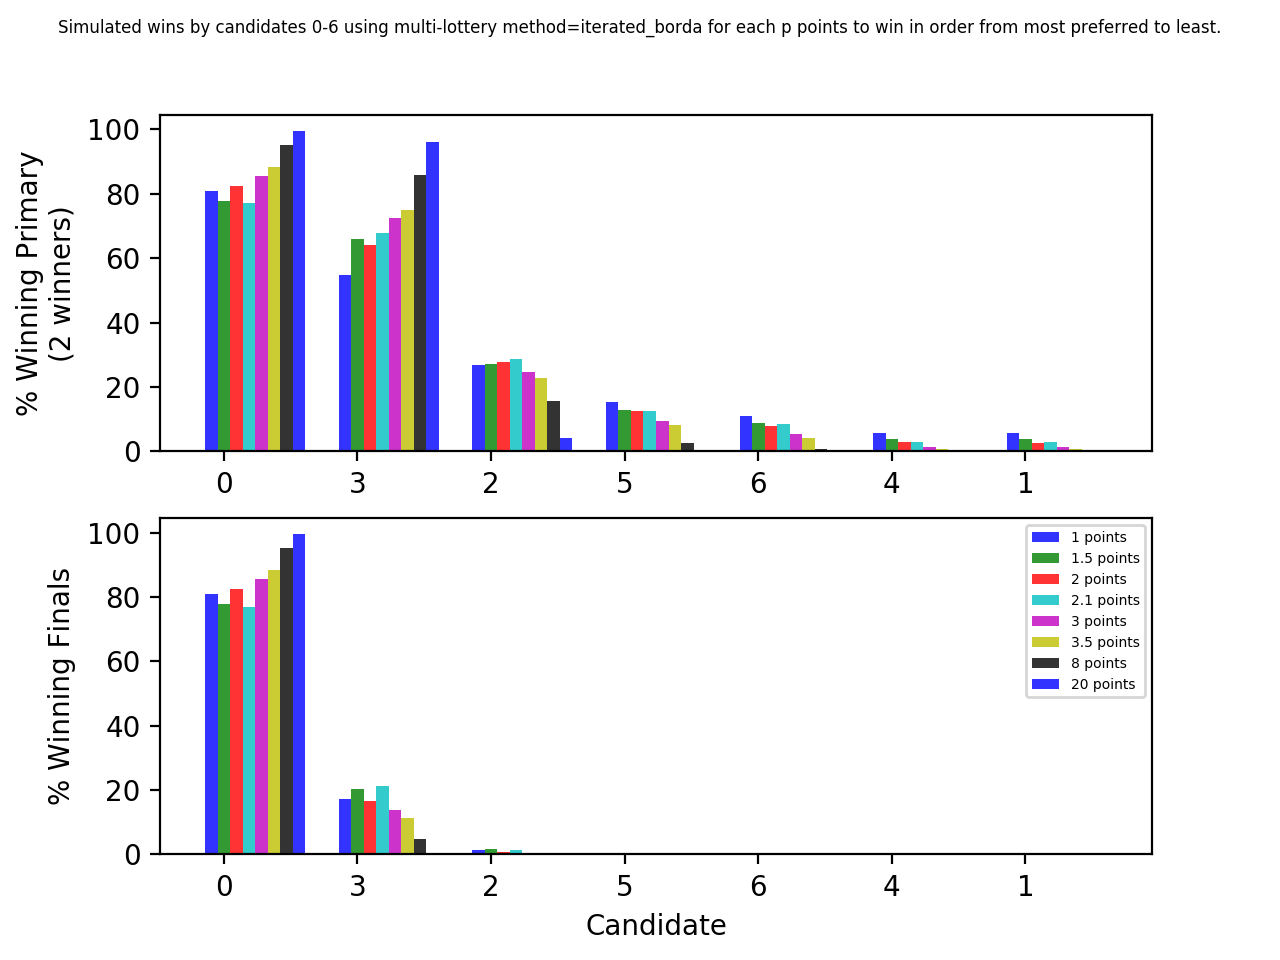 Simulated wins by candidates 0-6 using multi-lottery method=iterated_borda for each p points to win in order from most preferred to least.
% Winning Primary
(2 winners)
100
80
60
40
20
0
0 3 2 5 6 4 1
% Winning Finals
100
80
60
40
20
0
1 points
1.5 points
2 points
2.1 points
3 points
3.5 points
8 points
20 points
0 3 2 5 6 4 1
Candidate